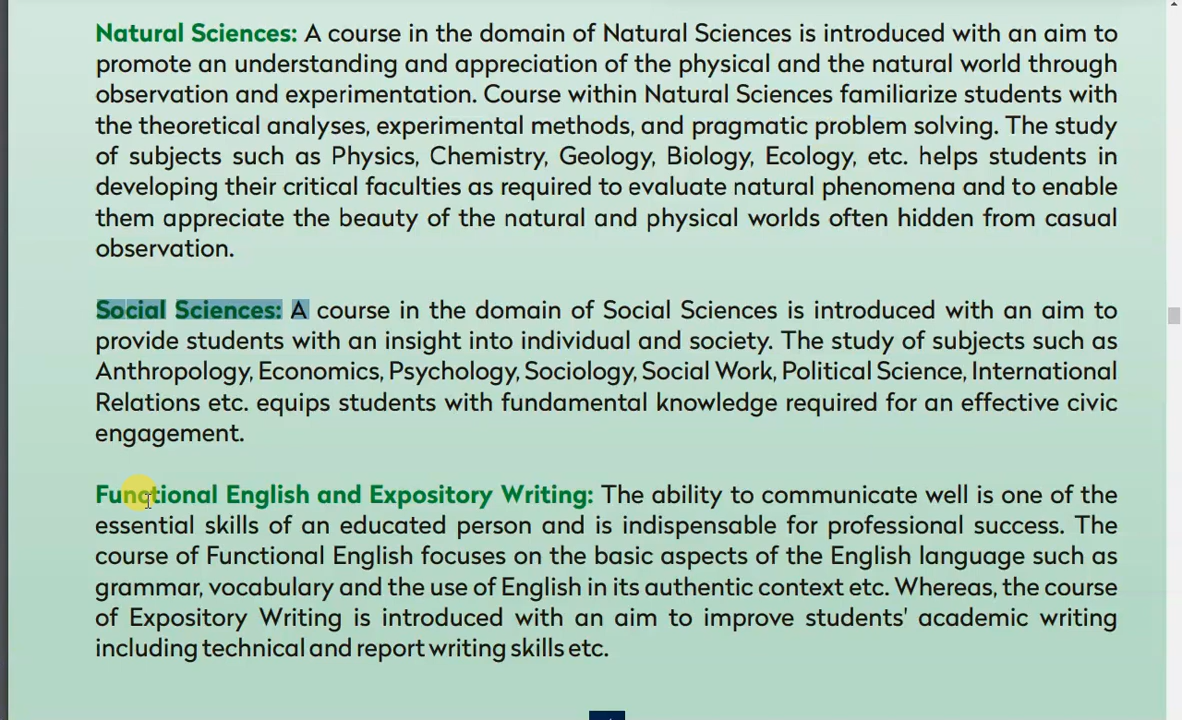 Natural Sciences: A course in the domain of Natural Sciences is introduced with an aim to
promote an understanding and appreciation of the physical and the natural world through
observation and experimentation. Course within Natural Sciences familiarize students with
the theoretical analyses, experimental methods, and pragmatic problem solving. The study
of subjects such as Physics, Chemistry, Geology, Biology, Ecology, etc. helps students in
developing their critical faculties as required to evaluate natural phenomena and to enable
them appreciate the beauty of the natural and physical worlds often hidden from casual
observation.
Social Sciences: A course in the domain of Social Sciences is introduced with an aim to
provide students with an insight into individual and society. The study of subjects such as
Anthropology, Economics, Psychology, Sociology, Social Work, Political Science, International
Relations etc. equips students with fundamental knowledge required for an effective civic
engagement.
Functional English and Expository Writing: The ability to communicate well is one of the
essential skills of an educated person and is indispensable for professional success. The
course of Functional English focuses on the basic aspects of the English language such as
grammar, vocabulary and the use of English in its authentic context etc. Whereas, the course
of Expository Writing is introduced with an aim to improve students' academic writing
including technical and report writing skills etc.